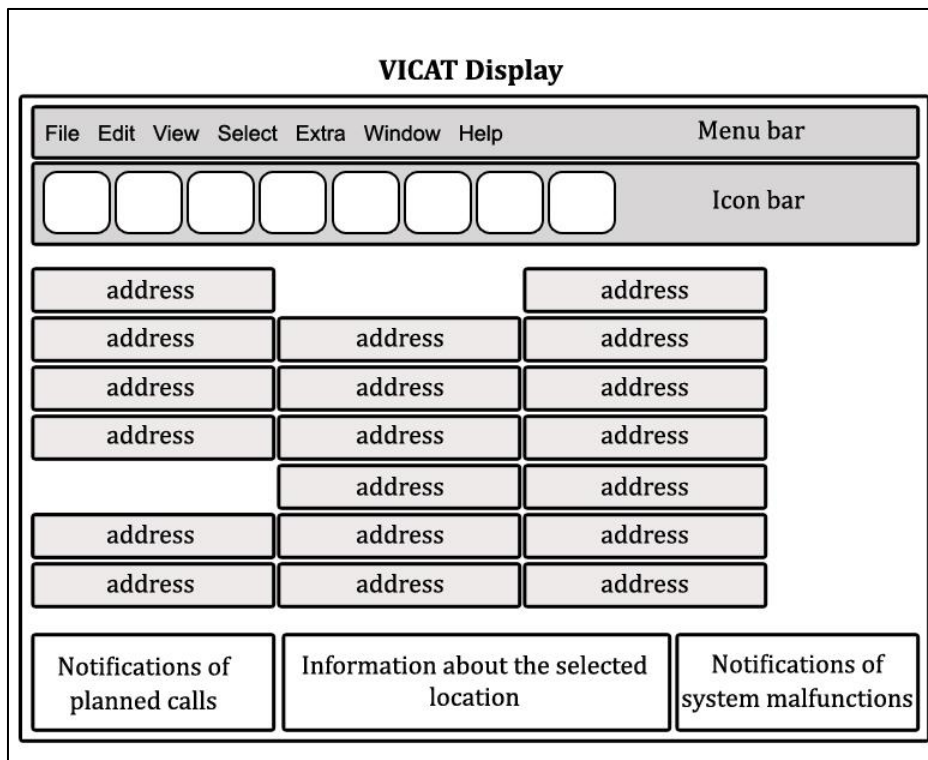 VICAT Display
File Edit View Select Extra Window Help Menu bar
Icon bar
address address
address address address
address address address
address address address
address address
address address address
address address address
Notifications of
planned calls
Information about the selected
location
Notifications of
system malfunctions